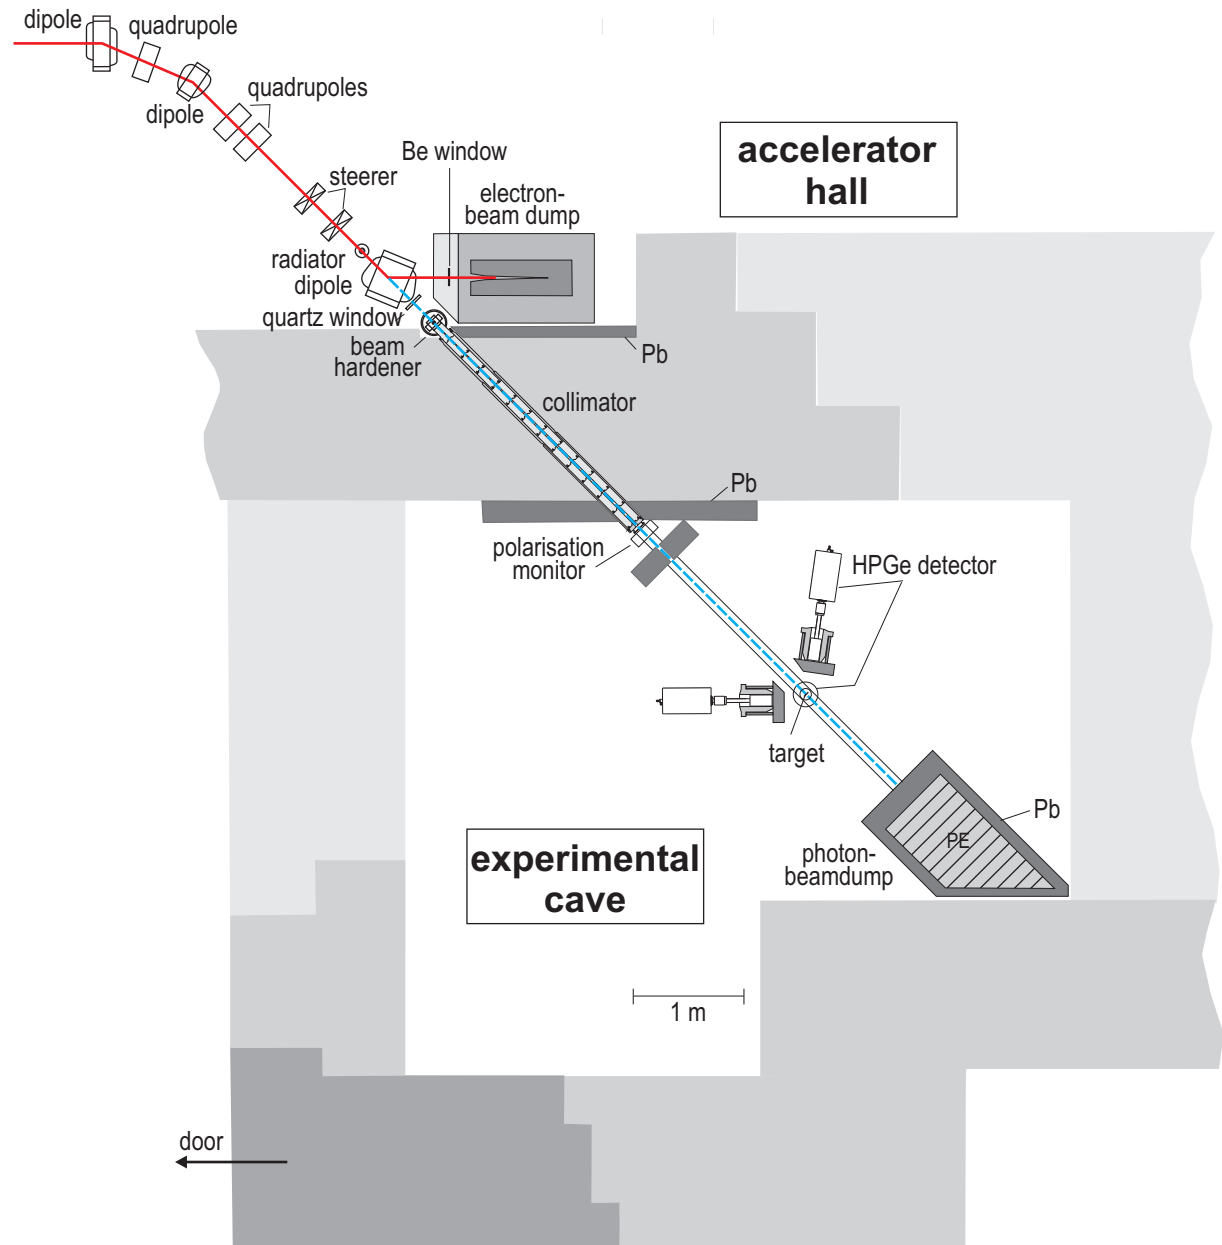 dipole
quadrupole
quadrupoles
dipole
Be window
accelerator
hall
steerer
electron-
beam dump
radiator
dipole
quartz window
beam
hardener
Pb
collimator
Pb
polarisation
monitor
HPGe detector
target
Pb
PE
photon-
beamdump
experimental
cave
1 m
door